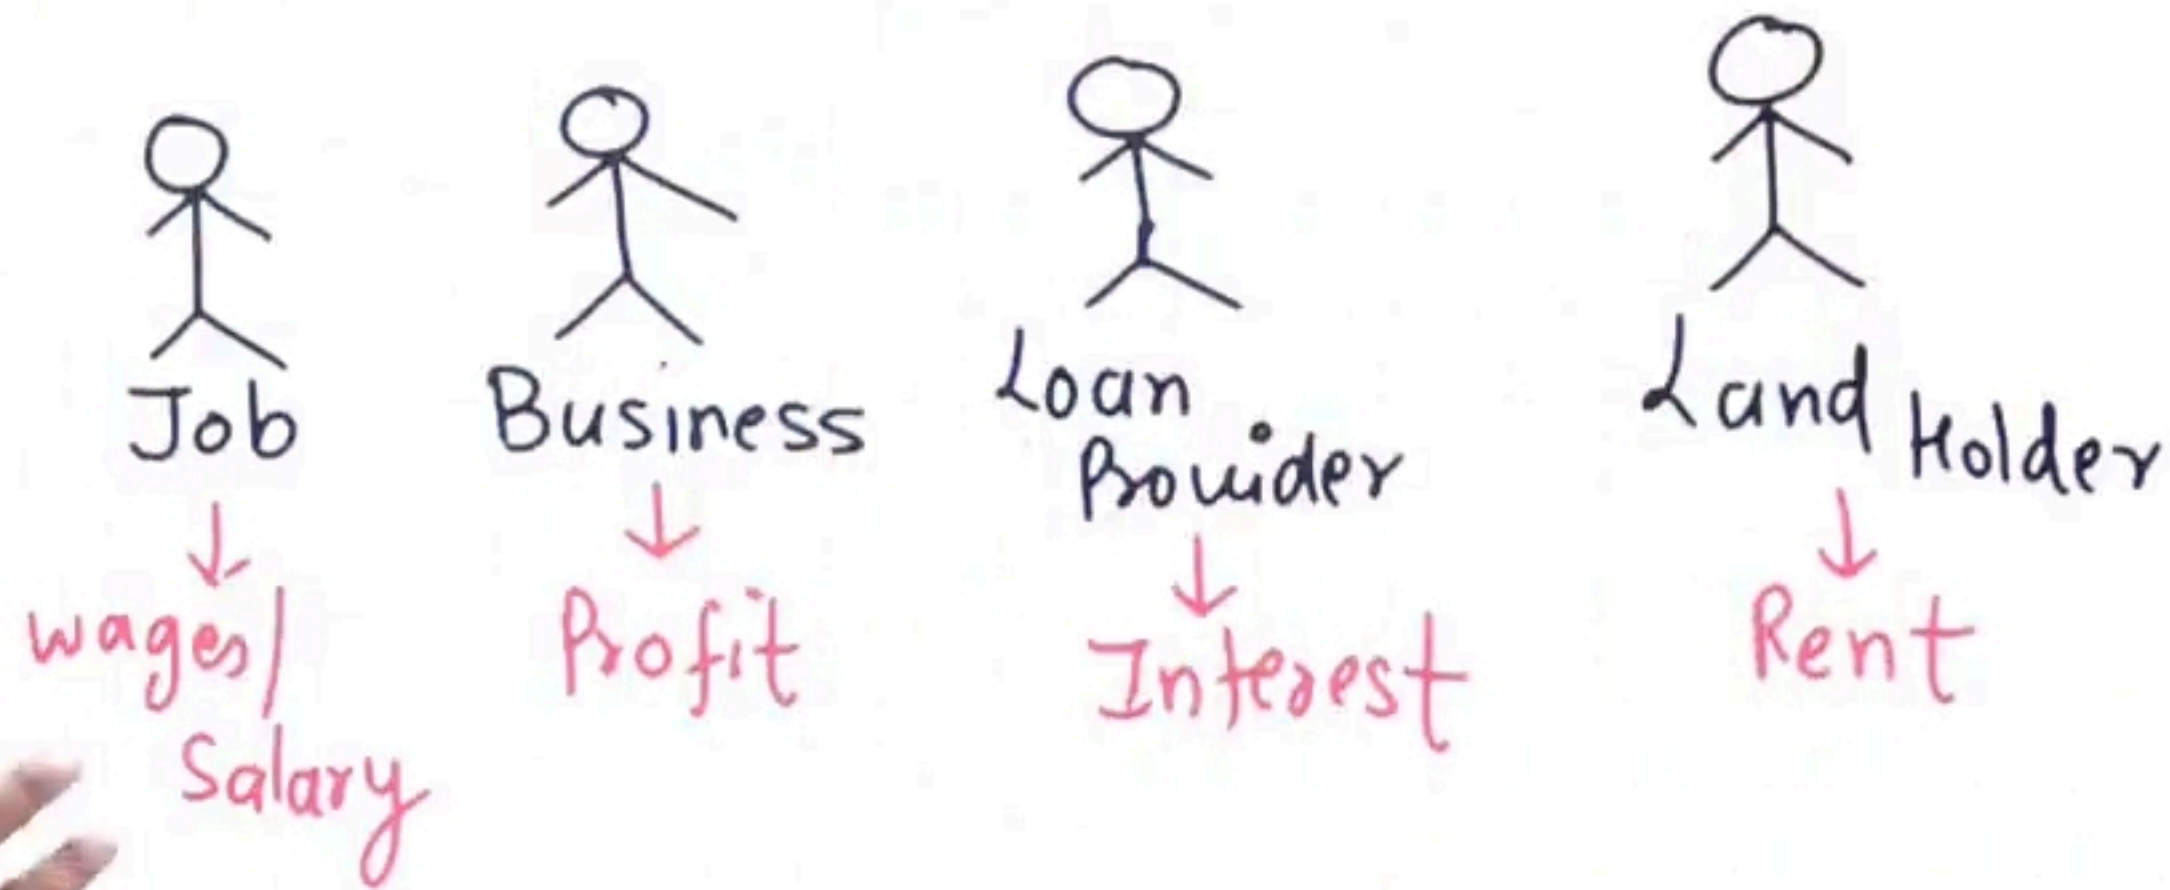 Job
Business
Loan
Provider
Land Holder
wages/
Salary
Profit
Interest
Rent